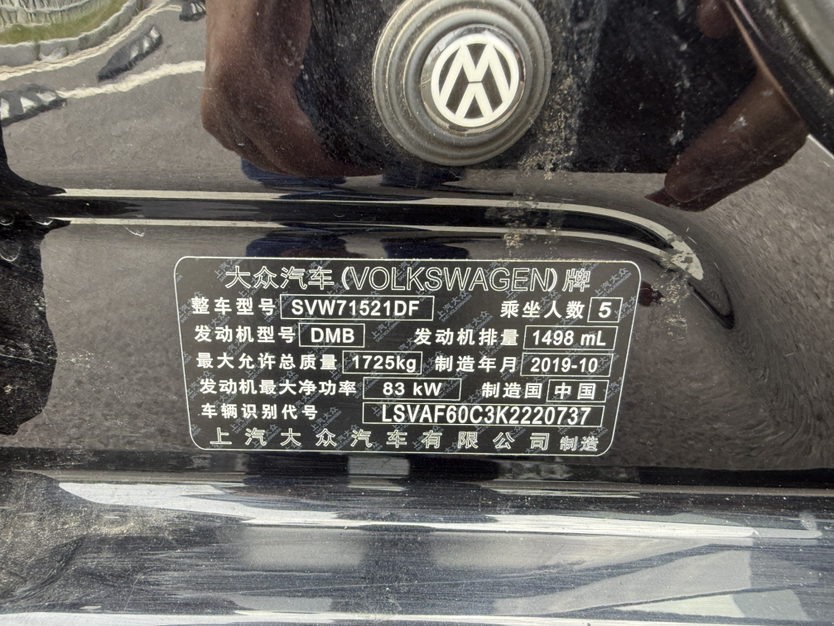 大众汽车(VOLKSWAGEN)牌
整车型号 SVW71521DF 乘坐人数 5
发动机型号 DMB 发动机排量 1498 mL
最大允许总质量 1725kg 制造年月 2019-10
发动机最大净功率 83 kW 制造国 中国
车辆识别代号 LSVAF60C3K2220737
上汽大众汽车有限公司 制造